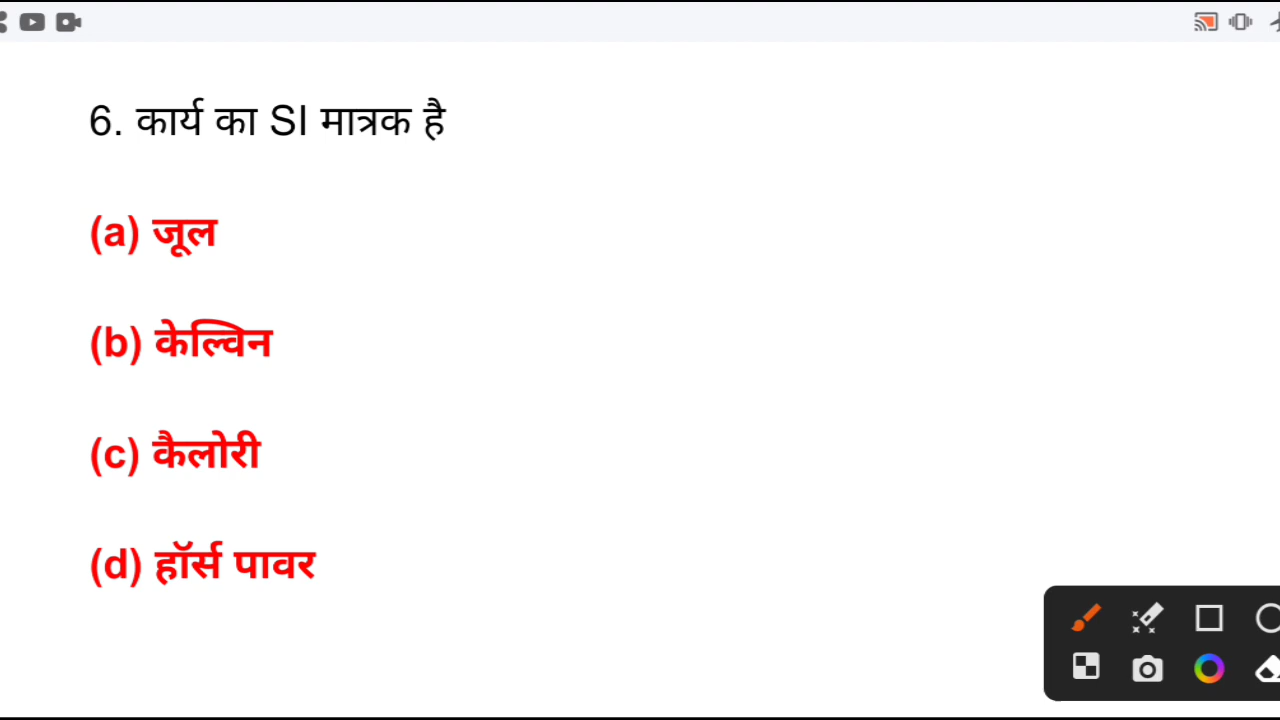 6. कार्य का SI मात्रक है
(a) जूल
(b) केल्विन
(c) कैलोरी
(d) हॉर्स पावर